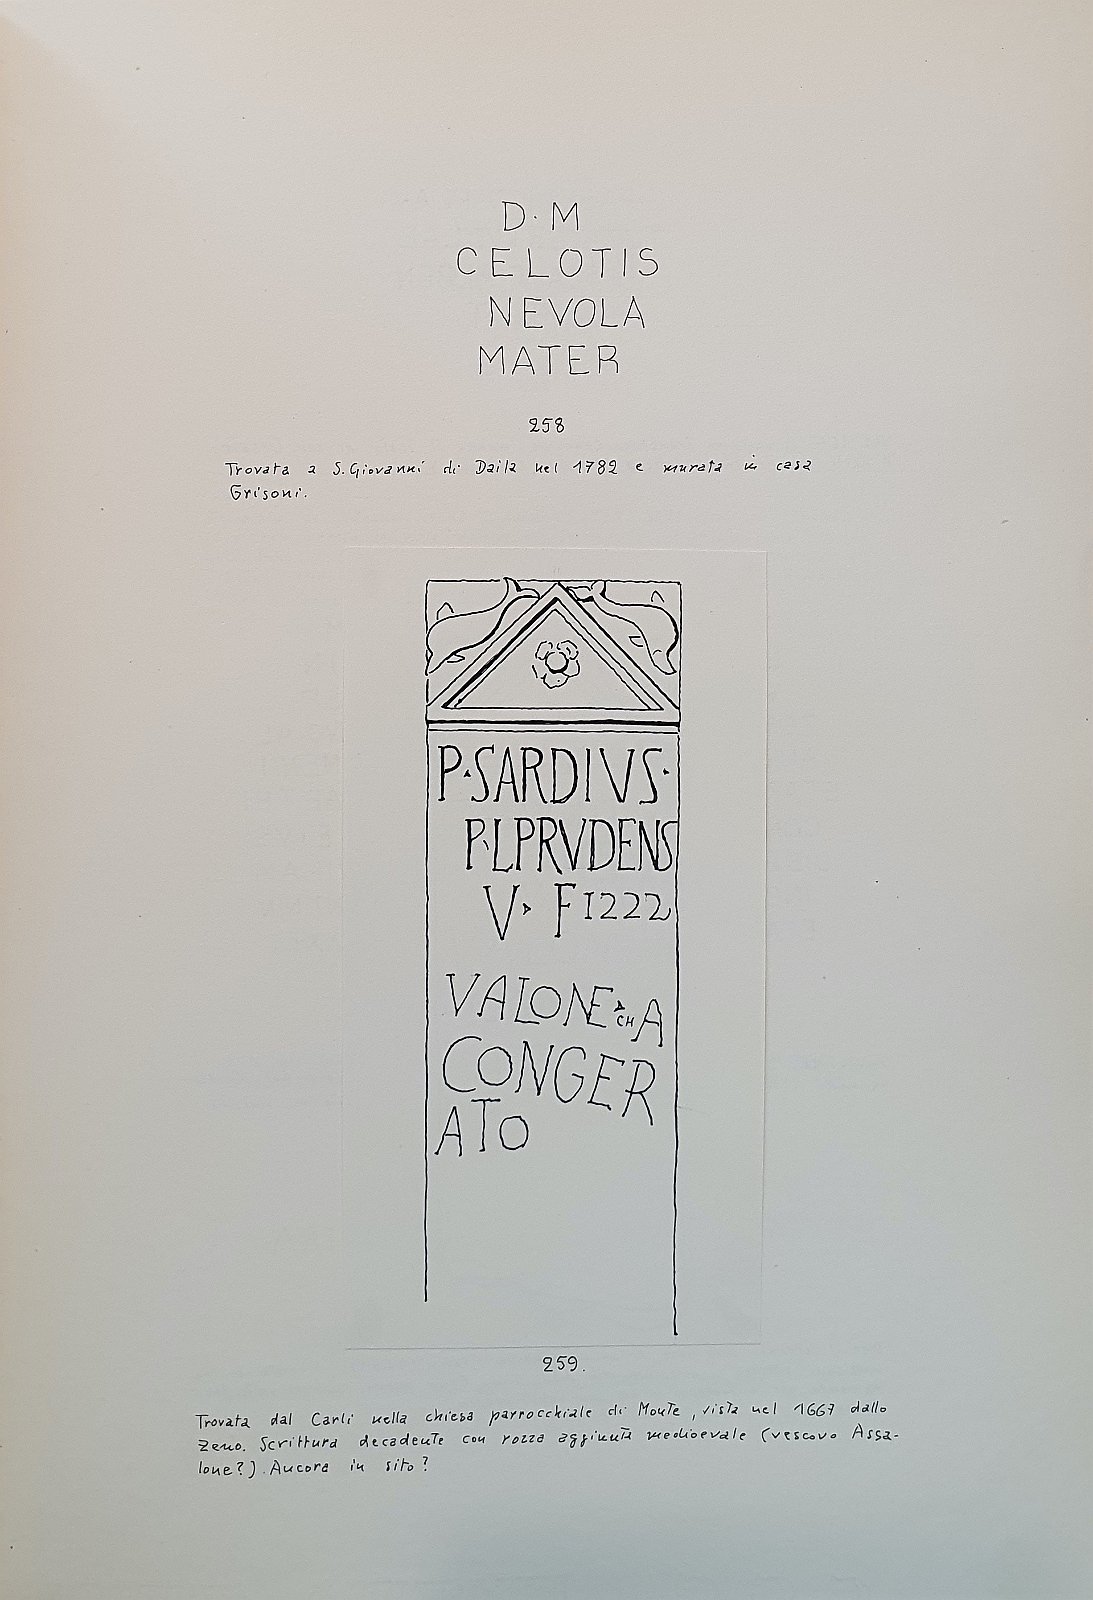 D·M
CELOTIS
NEVOLA
MATER
258
Trovata a S. Giovanni di Daila nel 1782 e murata in casa
Grisoni.
P·SARDIVS·
P·LPRVDENS
V· F 1222
VALONE·CHA
CONGER
ATO
259.
Trovata dal Carli nella chiesa parrocchiale di Monte, vista nel 1667 dallo
Zeno. Scrittura decadente con rozza aggiunta medioevale (vescovo Assa-
lone?). Ancora in sito?